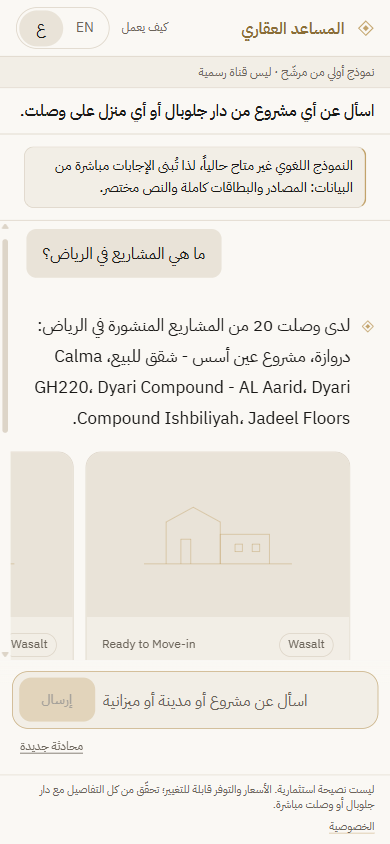 المساعد العقاري
كيف يعمل
EN
ع
نموذج أولي من مرشّح · ليس قناة رسمية
اسأل عن أي مشروع من دار جلوبال أو أي منزل على وصلت.
النموذج اللغوي غير متاح حالياً، لذا تُبنى الإجابات مباشرة من
البيانات: المصادر والبطاقات كاملة والنص مختصر.
ما هي المشاريع في الرياض؟
لدى وصلت 20 من المشاريع المنشورة في الرياض:
دروازة، مشروع عين أسس - شقق للبيع، Calma
GH220، Dyari Compound - AL Aarid، Dyari
Compound Ishbiliyah، Jadeel Floors.
Wasalt
Ready to Move-in
Wasalt
اسأل عن مشروع أو مدينة أو ميزانية
إرسال
محادثة جديدة
ليست نصيحة استثمارية. الأسعار والتوفر قابلة للتغيير؛ تحقّق من كل التفاصيل مع دار
جلوبال أو وصلت مباشرة.
الخصوصية